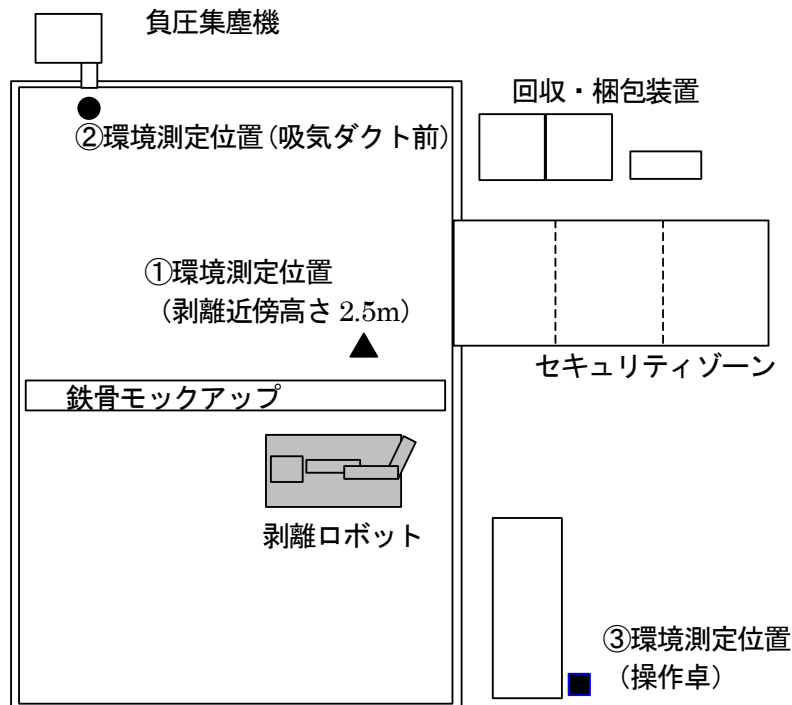 負圧集塵機
回収・梱包装置
②環境測定位置(吸気ダクト前)
①環境測定位置
(剥離近傍高さ 2.5m)
セキュリティゾーン
鉄骨モックアップ
剥離ロボット
③環境測定位置
(操作卓)